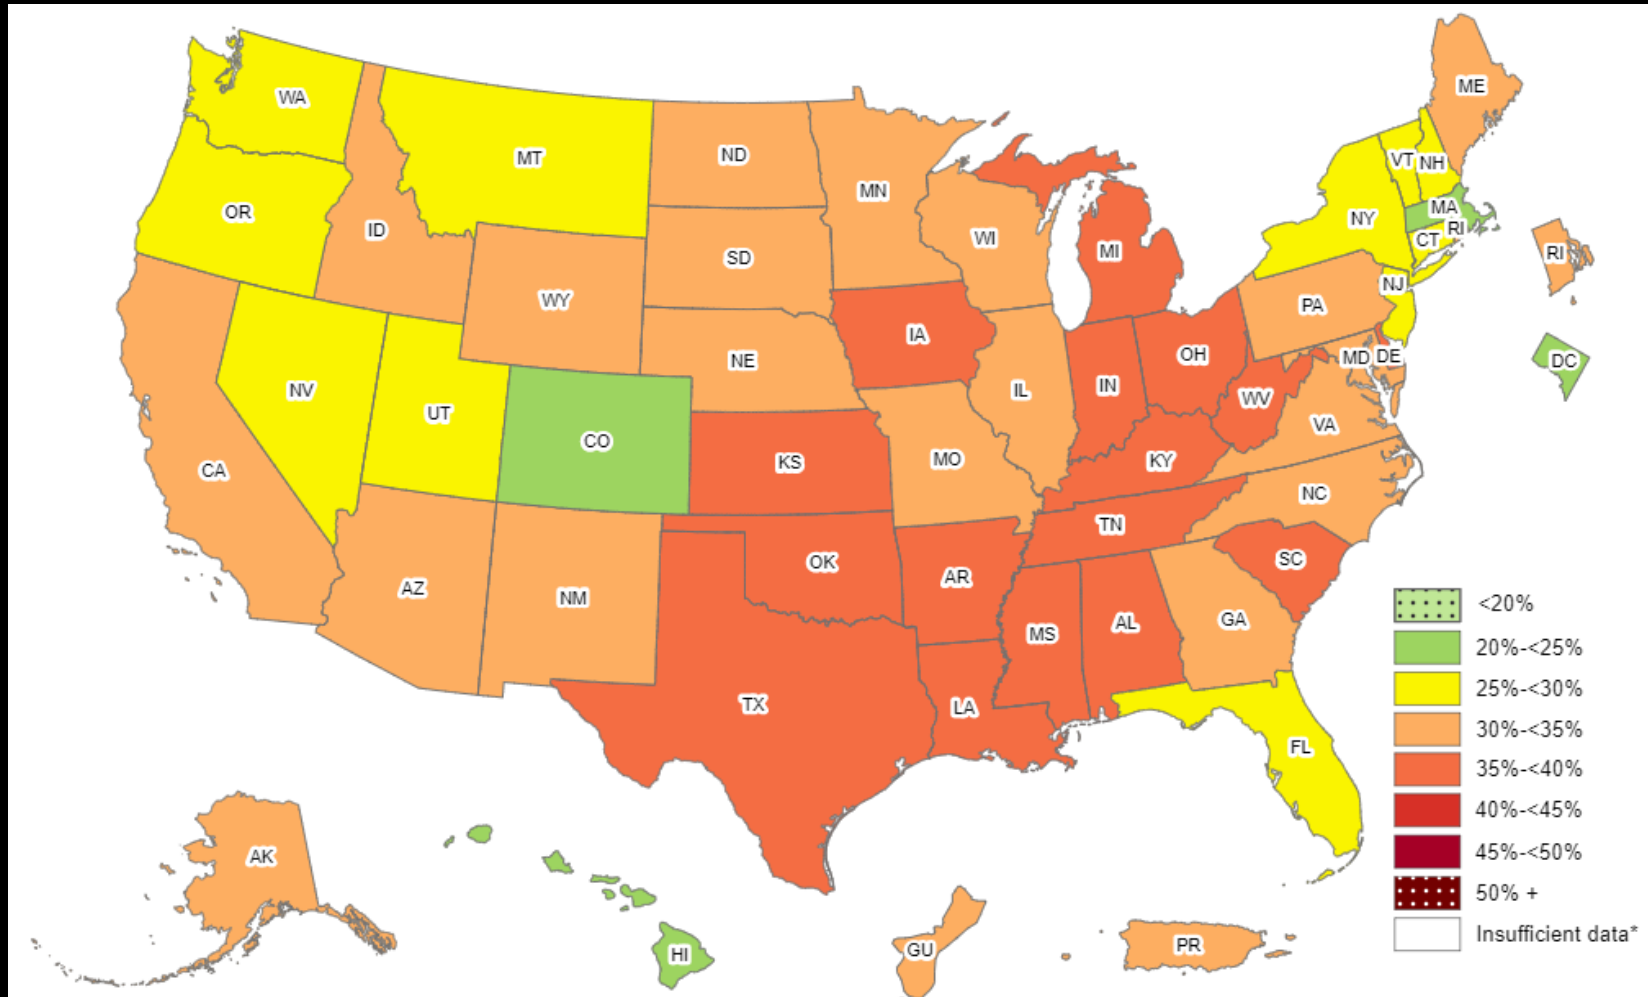 WA
MT
ND
MN
ME
VT
NH
OR
ID
SD
WI
MI
NY
MA
RI
CT
RI
WY
NE
IA
PA
NJ
NV
UT
CO
IL
IN
OH
MD
DE
DC
CA
KS
MO
KY
WV
VA
AZ
NM
OK
AR
TN
NC
SC
TX
LA
MS
AL
GA
FL
AK
HI
GU
PR
<20%
20%-<25%
25%-<30%
30%-<35%
35%-<40%
40%-<45%
45%-<50%
50% +
Insufficient data*